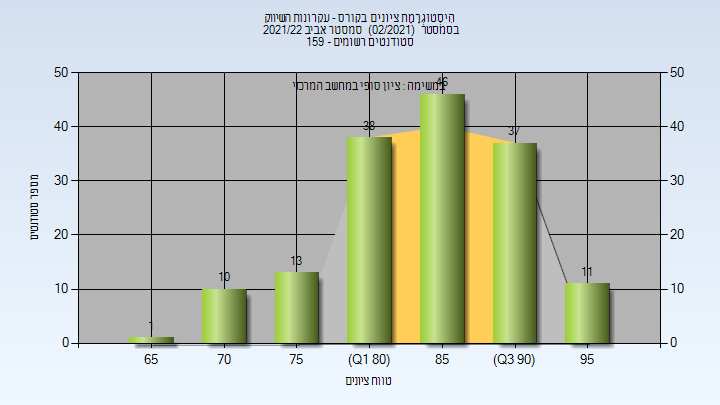 היסטוגרמת ציונים בקורס - עקרונות השיווק
בסמסטר (02/2021) סמסטר אביב 2021/22
סטודנטים רשומים - 159
במשימה : ציון סופי במחשב המרכזי
50 50
40 40
30 30
20 20
10 10
0 0
1 10 13 38 46 37 11
65 70 75 (Q1 80) 85 (Q3 90) 95
מספר סטודנטים
טווח ציונים